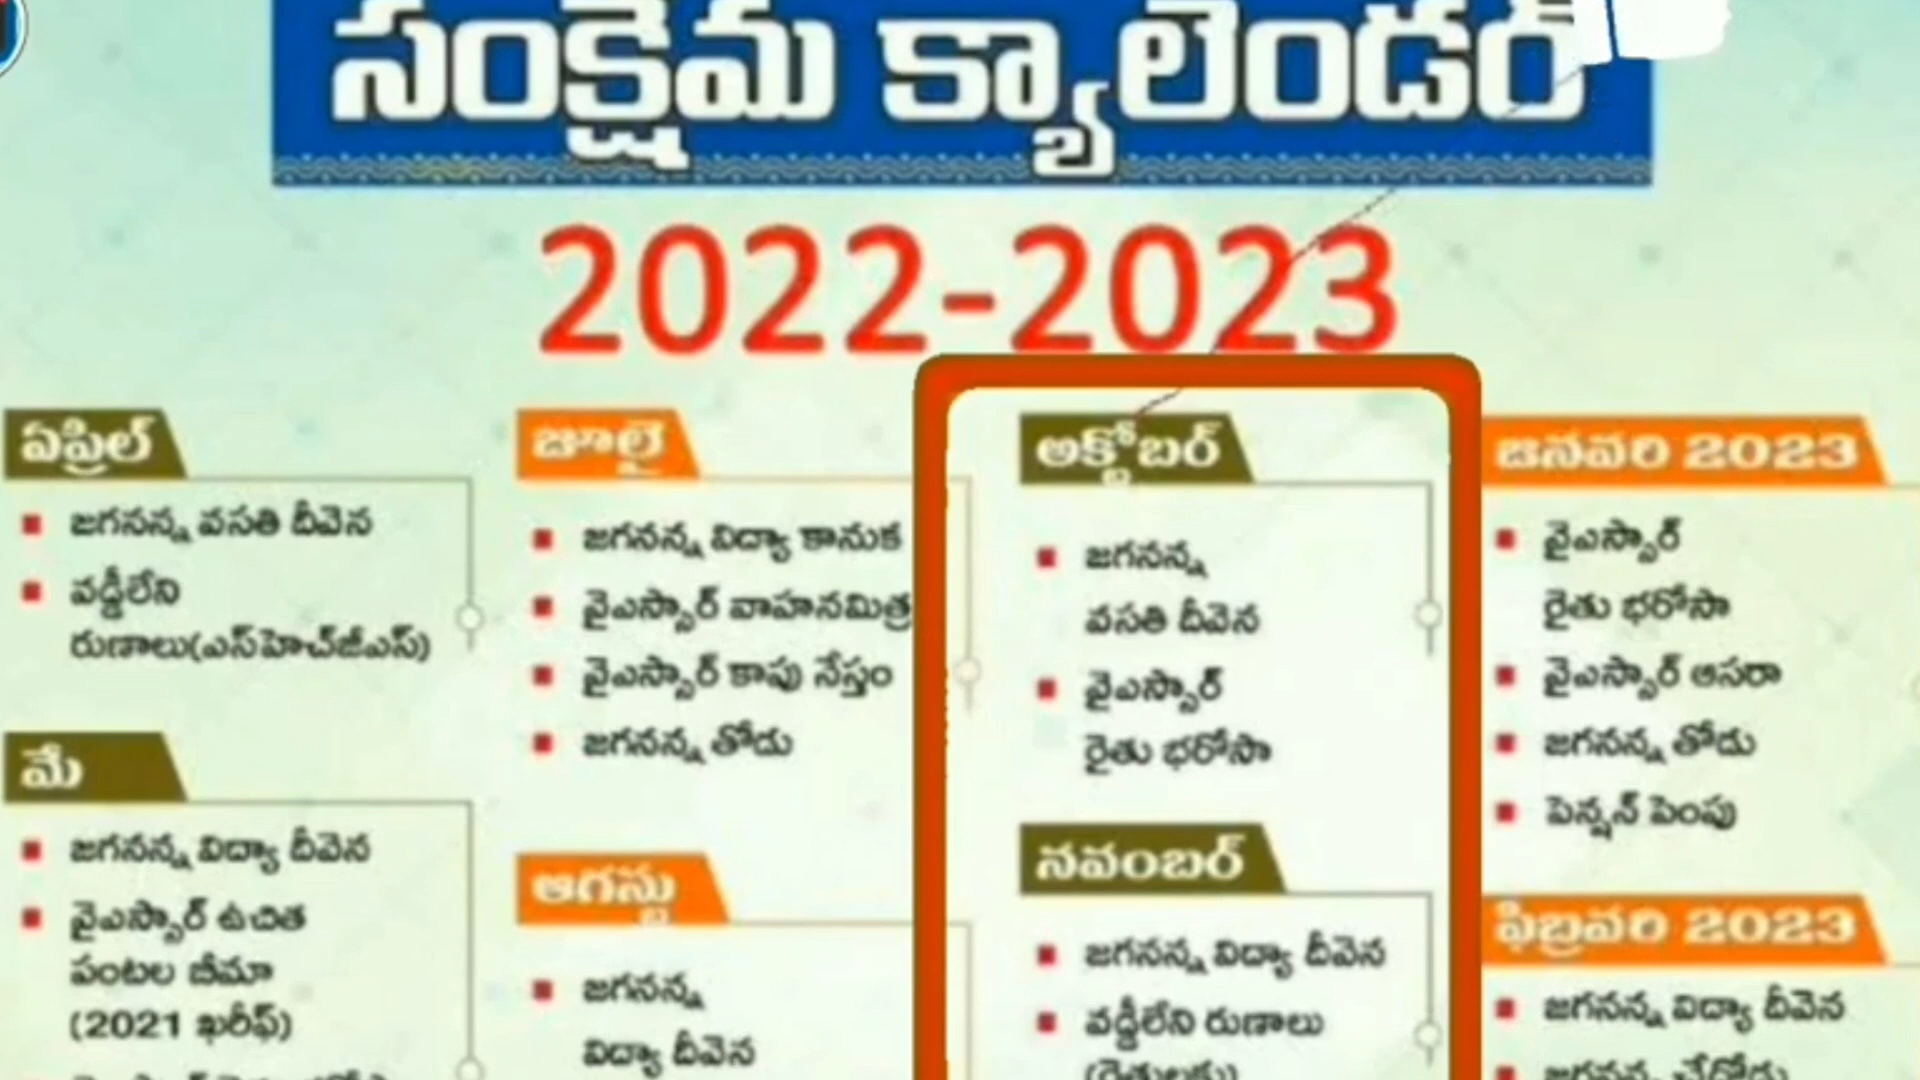 సంక్షేమ క్యాలెండర్
2022-2023
ఏప్రిల్
జగనన్న వసతి దీవెన
వడ్డీలేని
రుణాలు(ఎస్‌హెచ్‌జీఎస్)
మే
జగనన్న విద్యా దీవెన
వైఎస్సార్ ఉచిత
పంటల బీమా
(2021 ఖరీఫ్)
జూలై
జగనన్న విద్యా కానుక
వైఎస్సార్ వాహనమిత్ర
వైఎస్సార్ కాపు నేస్తం
జగనన్న తోడు
ఆగస్టు
జగనన్న
విద్యా దీవెన
అక్టోబర్
జగనన్న
వసతి దీవెన
వైఎస్సార్
రైతు భరోసా
నవంబర్
జగనన్న విద్యా దీవెన
వడ్డీలేని రుణాలు
(రైతులకు)
జనవరి 2023
వైఎస్సార్
రైతు భరోసా
వైఎస్సార్ ఆసరా
జగనన్న తోడు
పెన్షన్ పెంపు
ఫిబ్రవరి 2023
జగనన్న విద్యా దీవెన
జగనన్న చేదోడు